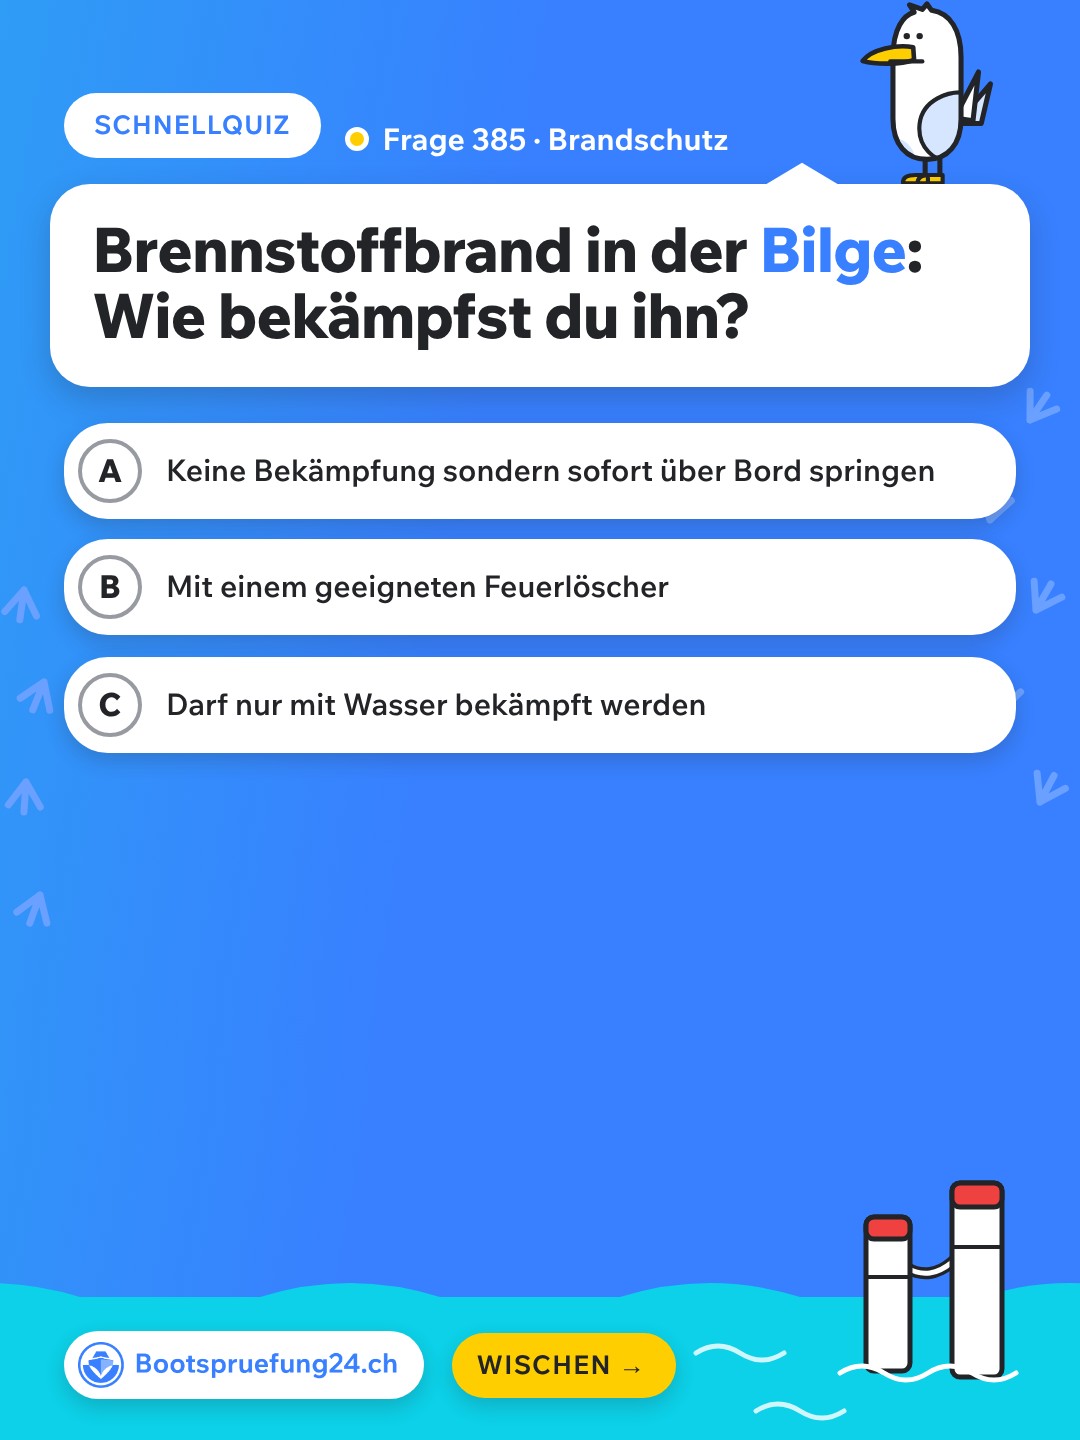 SCHNELLQUIZ
Frage 385 · Brandschutz
Brennstoffbrand in der Bilge:
Wie bekämpfst du ihn?
A Keine Bekämpfung sondern sofort über Bord springen
B Mit einem geeigneten Feuerlöscher
C Darf nur mit Wasser bekämpft werden
Bootspruefung24.ch
WISCHEN →